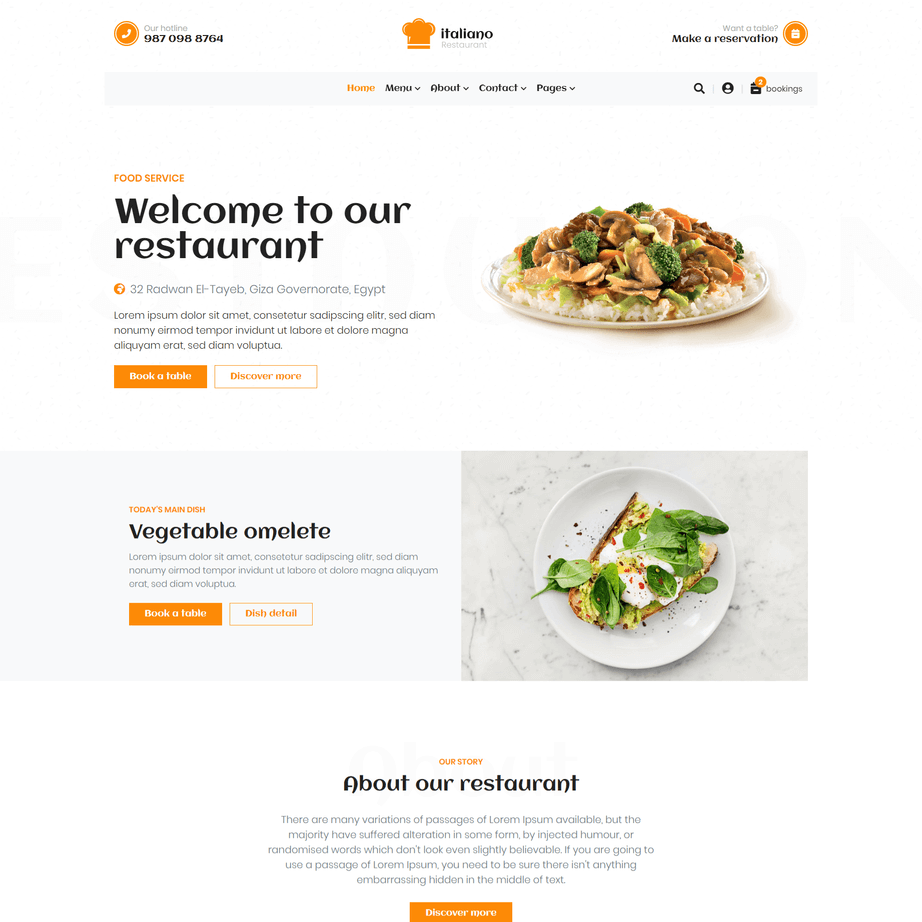 Our hotline
987 098 8764
italiano
Restaurant
Want a table?
Make a reservation
Home Menu About Contact Pages
2
bookings
FOOD SERVICE
Welcome to our
restaurant
32 Radwan El-Tayeb, Giza Governorate, Egypt
Lorem ipsum dolor sit amet, consetetur sadipscing elitr, sed diam
nonumy eirmod tempor invidunt ut labore et dolore magna
aliquyam erat, sed diam voluptua.
Book a table Discover more
TODAY'S MAIN DISH
Vegetable omelete
Lorem ipsum dolor sit amet, consetetur sadipscing elitr, sed diam
nonumy eirmod tempor invidunt ut labore et dolore magna aliquyam
erat, sed diam voluptua.
Book a table Dish detail
About
OUR STORY
About our restaurant
There are many variations of passages of Lorem Ipsum available, but the
majority have suffered alteration in some form, by injected humour, or
randomised words which don't look even slightly believable. If you are going to
use a passage of Lorem Ipsum, you need to be sure there isn't anything
embarrassing hidden in the middle of text.
Discover more